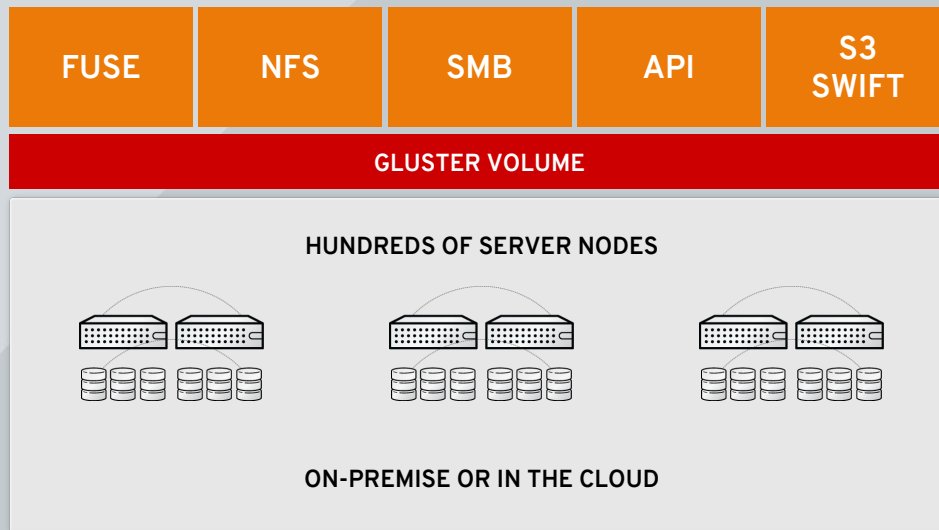 FUSE
NFS
SMB
API
S3
SWIFT
GLUSTER VOLUME
HUNDREDS OF SERVER NODES
ON-PREMISE OR IN THE CLOUD